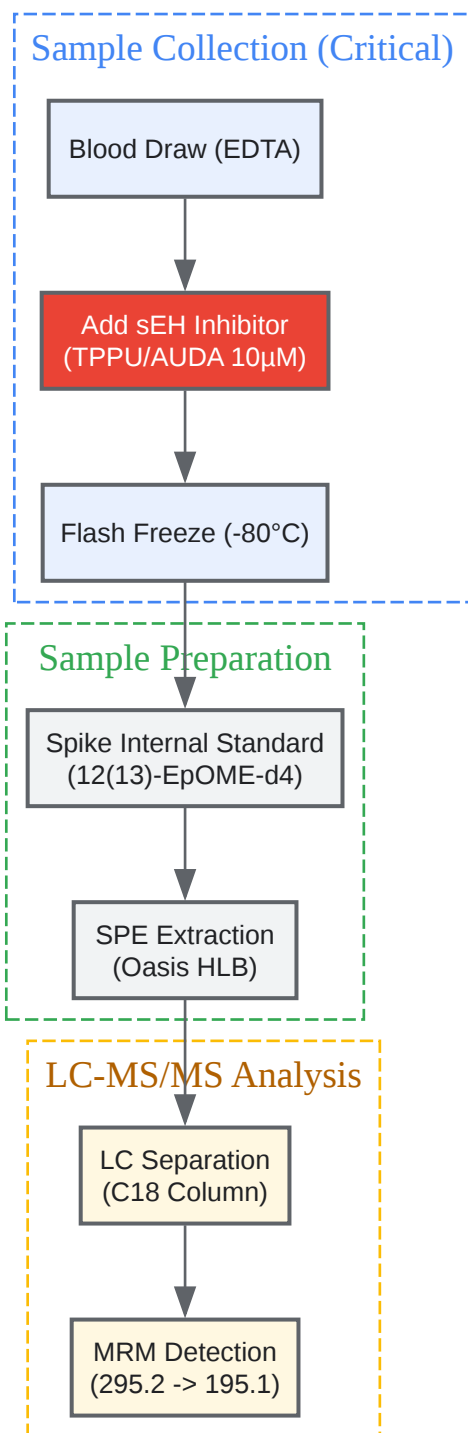 Sample Collection (Critical)
Blood Draw (EDTA)
Add sEH Inhibitor
(TPPU/AUDA 10µM)
Flash Freeze (-80°C)
Sample Preparation
Spike Internal Standard
(12(13)-EpOME-d4)
SPE Extraction
(Oasis HLB)
LC-MS/MS Analysis
LC Separation
(C18 Column)
MRM Detection
(295.2 -> 195.1)